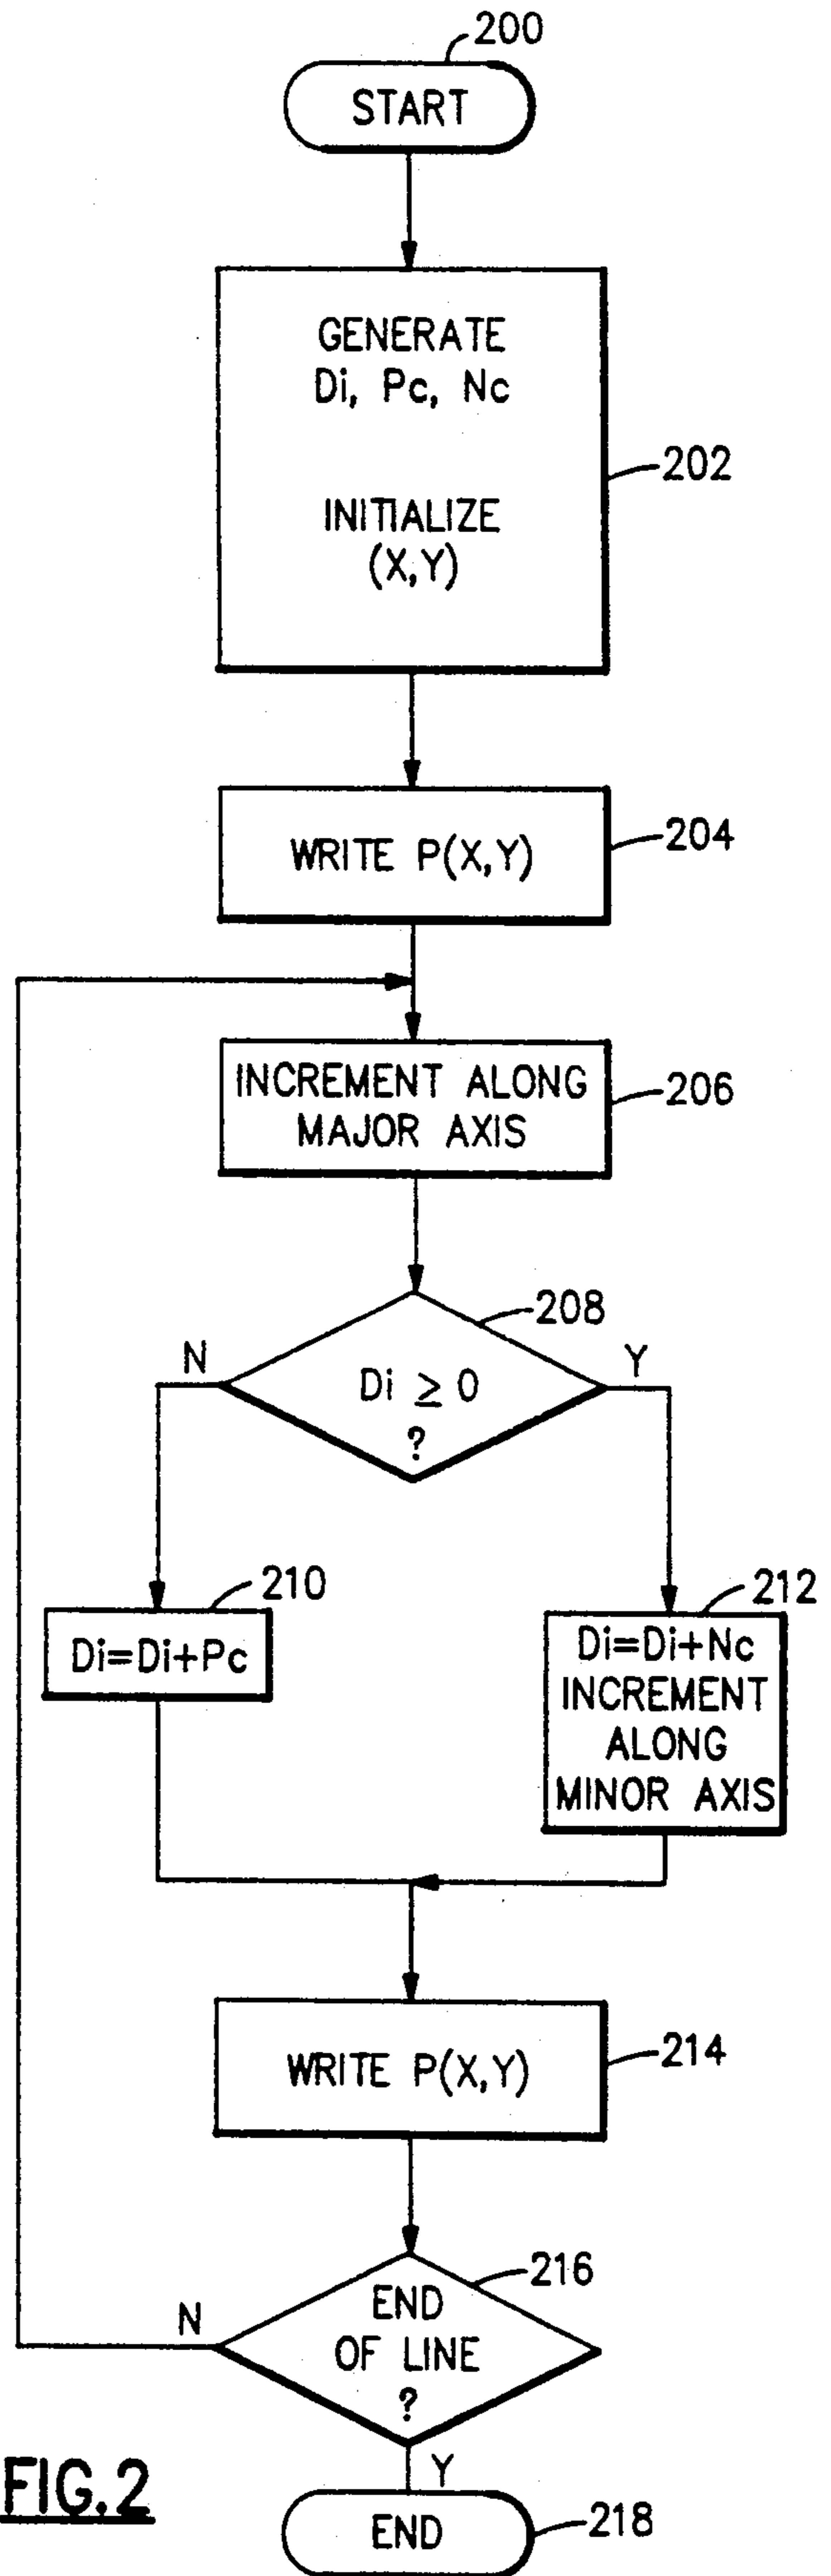 200
START
GENERATE
Di, Pc, Nc
INITIALIZE
(X,Y)
202
WRITE P(X,Y)
204
INCREMENT ALONG
MAJOR AXIS
206
208
N
Y
Di ≥ 0
?
210
Di=Di+Pc
212
Di=Di+Nc
INCREMENT
ALONG
MINOR AXIS
WRITE P(X,Y)
214
216
END
OF LINE
?
N
Y
FIG.2
END
218